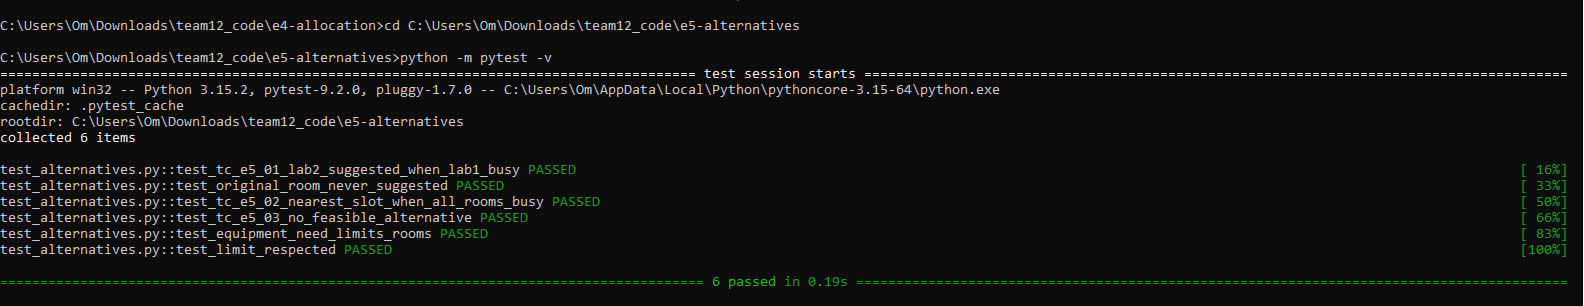 C:\Users\Om\Downloads\team12_code\e4-allocation>cd C:\Users\Om\Downloads\team12_code\e5-alternatives
C:\Users\Om\Downloads\team12_code\e5-alternatives>python -m pytest -v
============================= test session starts =============================
platform win32 -- Python 3.15.2, pytest-9.2.0, pluggy-1.7.0 -- C:\Users\Om\AppData\Local\Python\pythoncore-3.15-64\python.exe
cachedir: .pytest_cache
rootdir: C:\Users\Om\Downloads\team12_code\e5-alternatives
collected 6 items
test_alternatives.py::test_tc_e5_01_lab2_suggested_when_lab1_busy PASSED [ 16%]
test_alternatives.py::test_original_room_never_suggested PASSED [ 33%]
test_alternatives.py::test_tc_e5_02_nearest_slot_when_all_rooms_busy PASSED [ 50%]
test_alternatives.py::test_tc_e5_03_no_feasible_alternative PASSED [ 66%]
test_alternatives.py::test_equipment_need_limits_rooms PASSED [ 83%]
test_alternatives.py::test_limit_respected PASSED [100%]
============================= 6 passed in 0.19s =============================